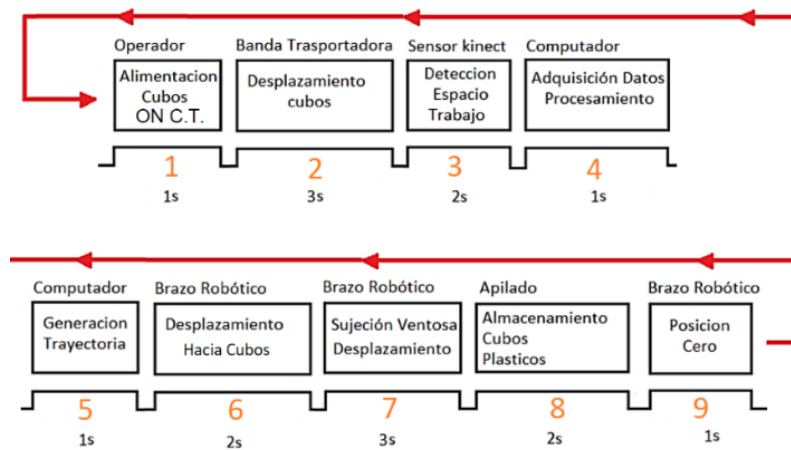 Operador Banda Trasportadora Sensor kinect Computador
Alimentacion
Cubos
ON C.T.
Desplazamiento
cubos
Deteccion
Espacio
Trabajo
Adquisición Datos
Procesamiento
1 2 3 4
1s 3s 2s 1s
Computador Brazo Robótico Brazo Robótico Apilado Brazo Robótico
Generacion
Trayectoria
Desplazamiento
Hacia Cubos
Sujeción Ventosa
Desplazamiento
Almacenamiento
Cubos
Plasticos
Posicion
Cero
5 6 7 8 9
1s 2s 3s 2s 1s